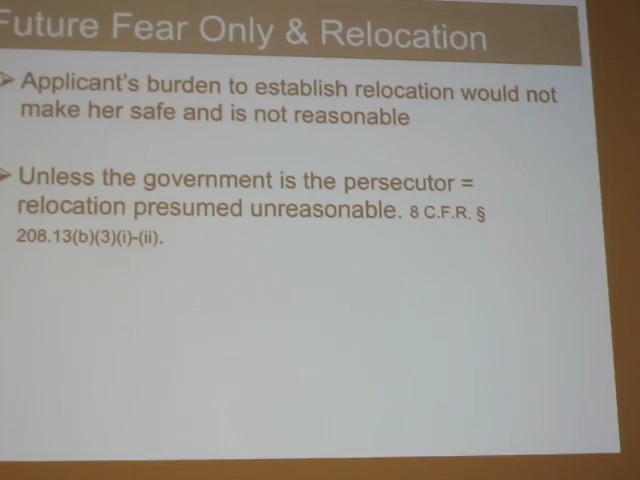 Future Fear Only & Relocation
Applicant's burden to establish relocation would not
make her safe and is not reasonable
Unless the government is the persecutor =
relocation presumed unreasonable. 8 C.F.R. §
208.13(b)(3)(i)-(ii).